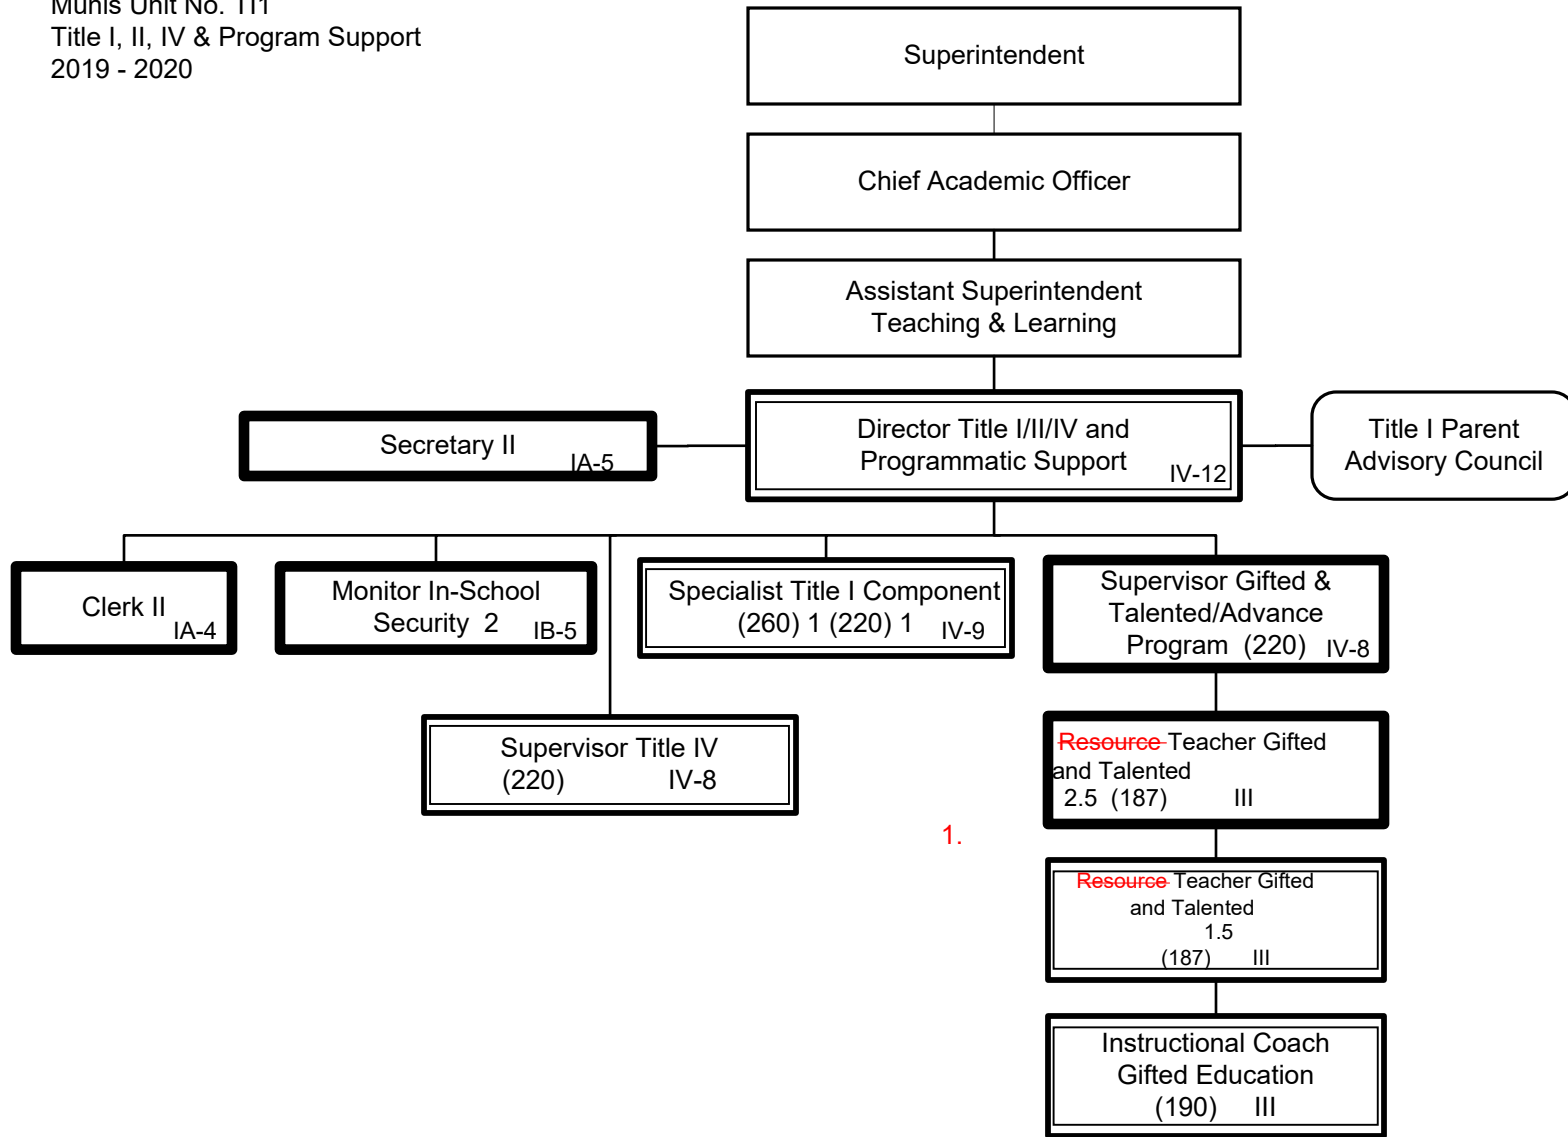 Munis Unit No. TI1
Title I, II, IV & Program Support
2019 - 2020
Superintendent
Chief Academic Officer
Assistant Superintendent
Teaching & Learning
Secretary II
IA-5
Director Title I/II/IV and
Programmatic Support
IV-12
Title I Parent
Advisory Council
Clerk II
IA-4
Monitor In-School
Security 2 IB-5
Specialist Title I Component
(260) 1 (220) 1 IV-9
Supervisor Gifted &
Talented/Advance
Program (220) IV-8
Supervisor Title IV
(220) IV-8
Resource Teacher Gifted
and Talented
2.5 (187) III
1.
Resource Teacher Gifted
and Talented
1.5
(187) III
Instructional Coach
Gifted Education
(190) III